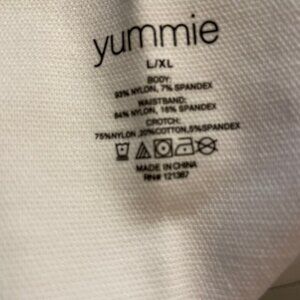 yummie
L/XL
BODY:
93% NYLON, 7% SPANDEX
WAISTBAND:
84% NYLON, 16% SPANDEX
CROTCH:
75%NYLON ,20%COTTON,5%SPANDEX
MADE IN CHINA
RN# 121387